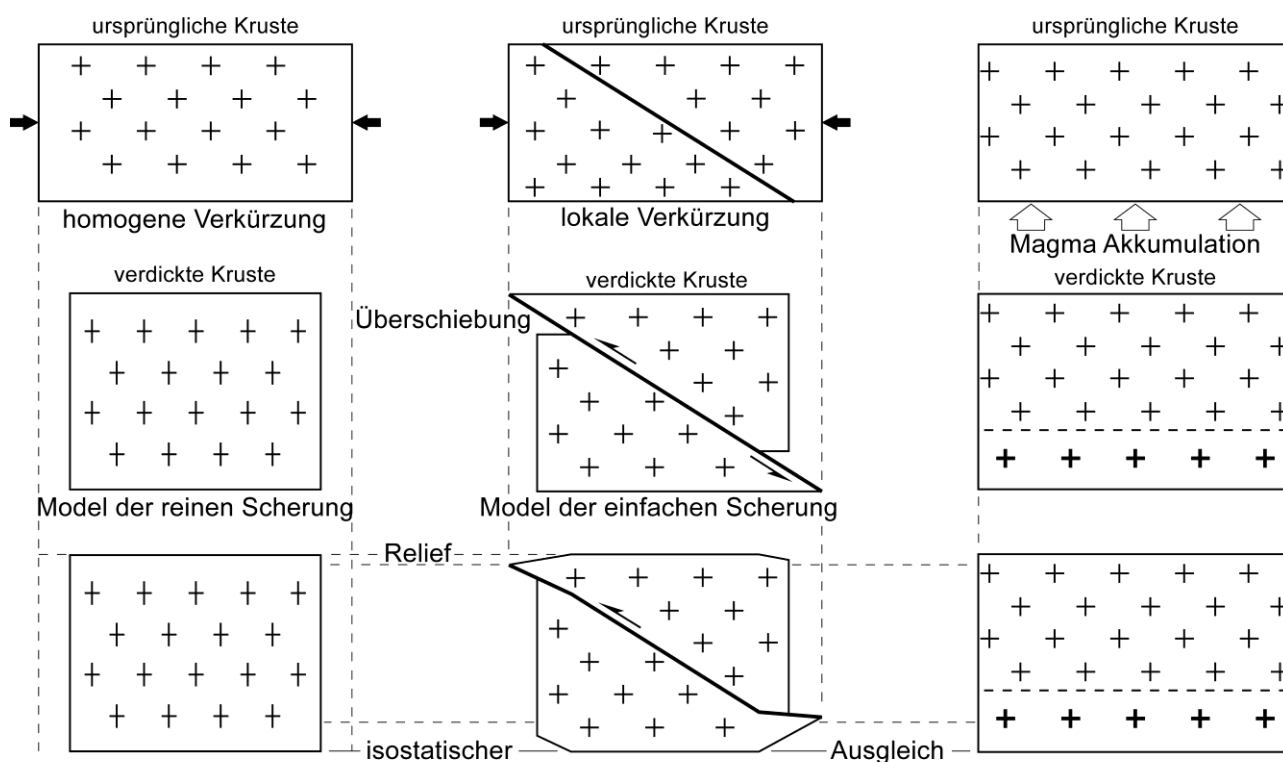 ursprüngliche Kruste
ursprüngliche Kruste
ursprüngliche Kruste
homogene Verkürzung
lokale Verkürzung
Magma Akkumulation
verdickte Kruste
verdickte Kruste
verdickte Kruste
Überschiebung
Model der reinen Scherung
Model der einfachen Scherung
Relief
isostatischer
Ausgleich